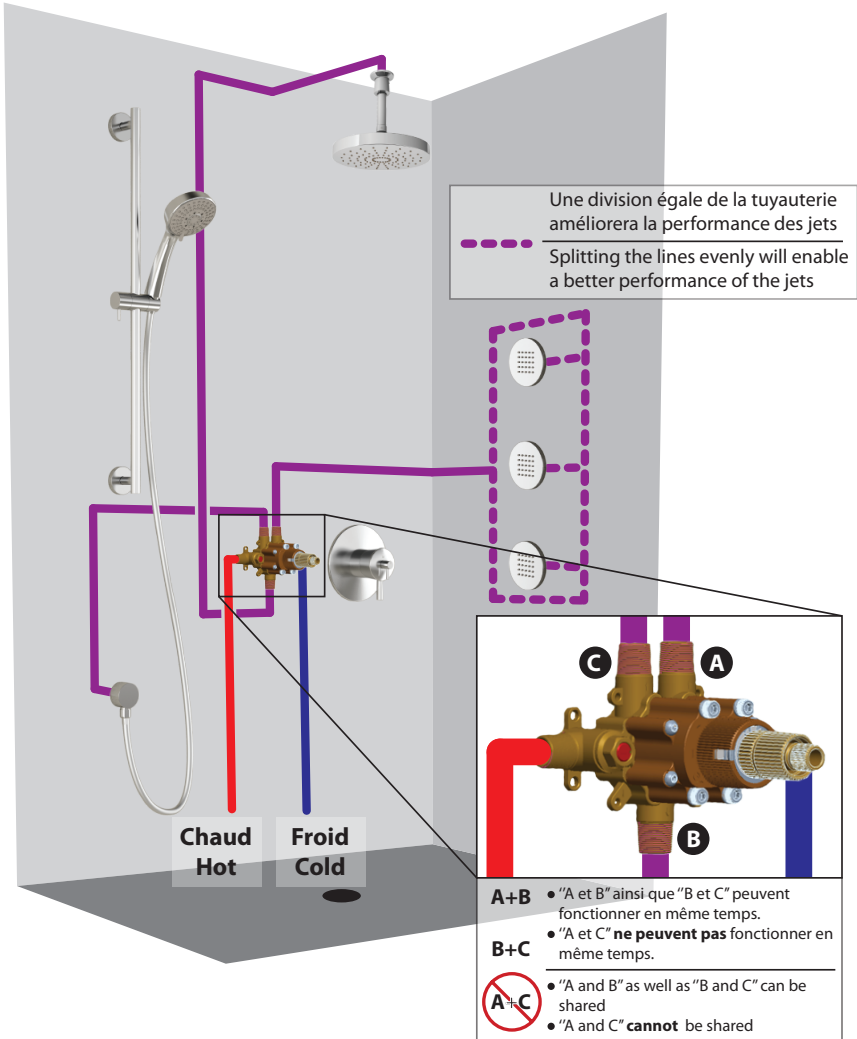 Une division égale de la tuyauterie
améliorera la performance des jets
Splitting the lines evenly will enable
a better performance of the jets
C
A
B
Chaud
Hot
Froid
Cold
A+B
• “A et B” ainsi que “B et C” peuvent
fonctionner en même temps.
B+C
• “A et C” ne peuvent pas fonctionner en
même temps.
A+C
• “A and B” as well as “B and C” can be
shared
• “A and C” cannot be shared